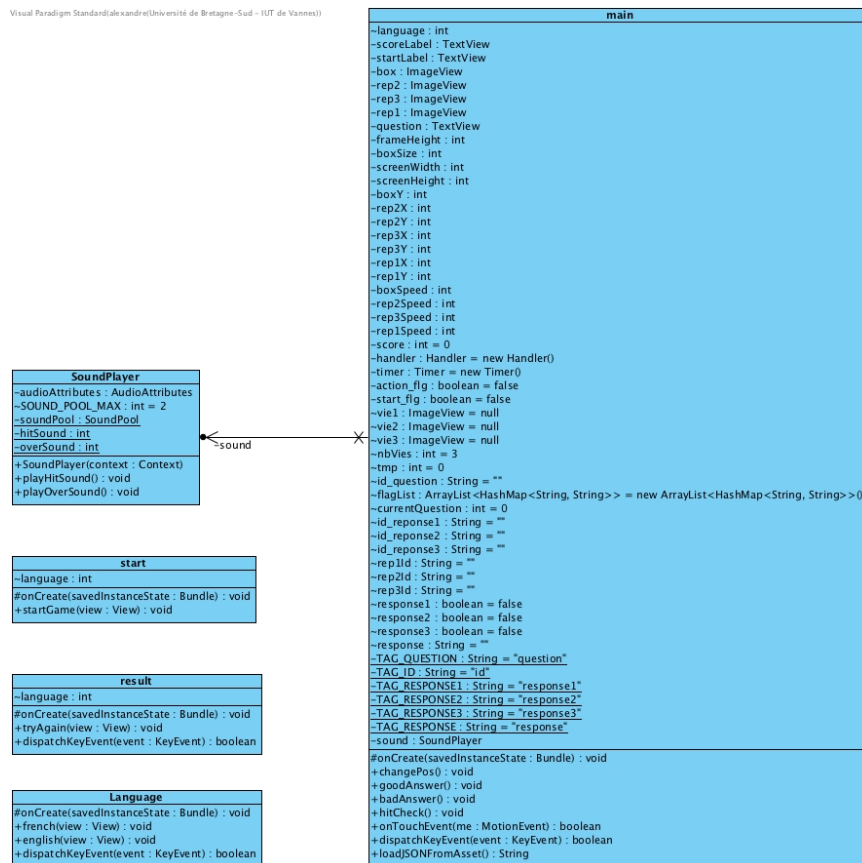 Visual Paradigm Standard(alexandre(Université de Bretagne-Sud - IUT de Vannes))
main
~language : int
-scoreLabel : TextView
-startLabel : TextView
-box : ImageView
-rep2 : ImageView
-rep3 : ImageView
-rep1 : ImageView
-question : TextView
-frameHeight : int
-boxSize : int
-screenWidth : int
-screenHeight : int
-boxY : int
-rep2X : int
-rep2Y : int
-rep3X : int
-rep3Y : int
-rep1X : int
-rep1Y : int
-boxSpeed : int
-rep2Speed : int
-rep3Speed : int
-rep1Speed : int
-score : int = 0
-handler : Handler = new Handler()
-timer : Timer = new Timer()
-action_flg : boolean = false
-start_flg : boolean = false
~vie1 : ImageView = null
~vie2 : ImageView = null
~vie3 : ImageView = null
~nbVies : int = 3
~tmp : int = 0
~id_question : String = ""
~flagList : ArrayList<HashMap<String, String>> = new ArrayList<HashMap<String, String>>()
~currentQuestion : int = 0
~id_reponse1 : String = ""
~id_reponse2 : String = ""
~id_reponse3 : String = ""
~rep1Id : String = ""
~rep2Id : String = ""
~rep3Id : String = ""
~response1 : boolean = false
~response2 : boolean = false
~response3 : boolean = false
~response : String = ""
-TAG_QUESTION : String = "question"
-TAG_ID : String = "id"
-TAG_RESPONSE1 : String = "response1"
-TAG_RESPONSE2 : String = "response2"
-TAG_RESPONSE3 : String = "response3"
-TAG_RESPONSE : String = "response"
-sound : SoundPlayer
#onCreate(savedInstanceState : Bundle) : void
+changePos() : void
+goodAnswer() : void
+badAnswer() : void
+hitCheck() : void
+onTouchEvent(me : MotionEvent) : boolean
+dispatchKeyEvent(event : KeyEvent) : boolean
+loadJSONFromAsset() : String
SoundPlayer
-audioAttributes : AudioAttributes
~SOUND_POOL_MAX : int = 2
-soundPool : SoundPool
-hitSound : int
-overSound : int
+SoundPlayer(context : Context)
+playHitSound() : void
+playOverSound() : void
-sound
start
~language : int
#onCreate(savedInstanceState : Bundle) : void
+startGame(view : View) : void
result
~language : int
#onCreate(savedInstanceState : Bundle) : void
+tryAgain(view : View) : void
+dispatchKeyEvent(event : KeyEvent) : boolean
Language
#onCreate(savedInstanceState : Bundle) : void
+french(view : View) : void
+english(view : View) : void
+dispatchKeyEvent(event : KeyEvent) : boolean